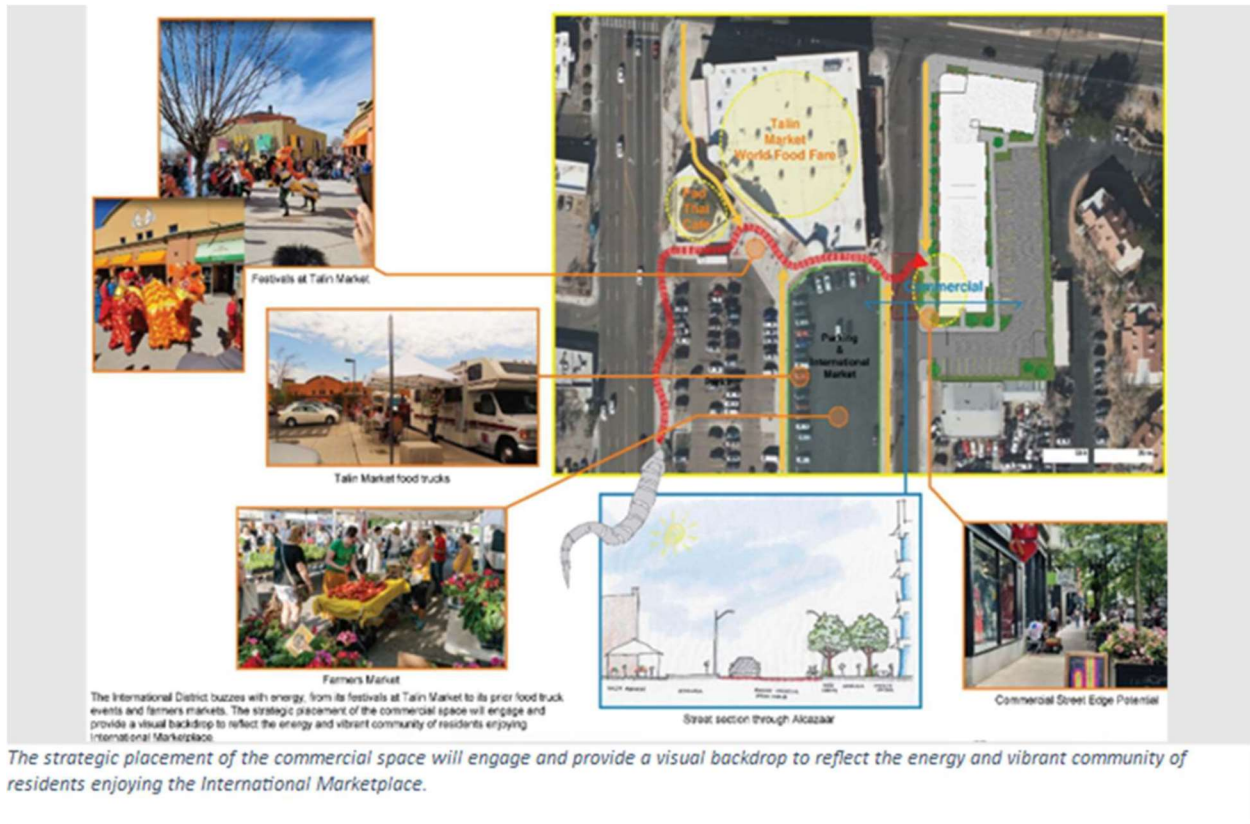 Talin
Market
World Food Fare
Pad
Thai
Cafe
Commercial
Parking
&
International
Market
Festivals at Talin Market
Talin Market food trucks
Farmers Market
Street section through Alcazaar
Commercial Street Edge Potential
The International District buzzes with energy, from its festivals at Talin Market to its prior food truck
events and farmers markets. The strategic placement of the commercial space will engage and
provide a visual backdrop to reflect the energy and vibrant community of residents enjoying
International Marketplace.
The strategic placement of the commercial space will engage and provide a visual backdrop to reflect the energy and vibrant community of
residents enjoying the International Marketplace.